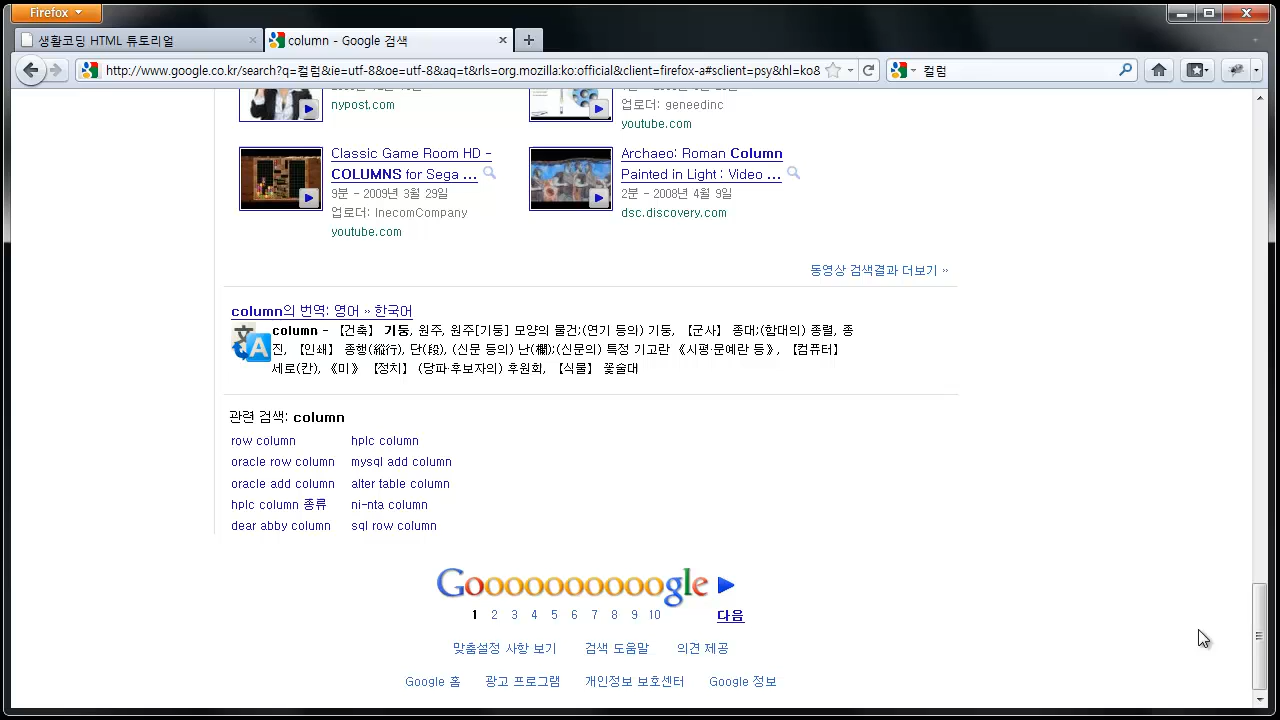 Firefox
생활코딩 HTML 튜토리얼
column - Google 검색
http://www.google.co.kr/search?q=컬럼&ie=utf-8&oe=utf-8&aq=t&rls=org.mozilla:ko:official&client=firefox-a#sclient=psy&hl=ko&
컬럼
nypost.com
업로더: geneedinc
youtube.com
Classic Game Room HD -
COLUMNS for Sega ...
9분 - 2009년 3월 29일
업로더: InecomCompany
youtube.com
Archaeo: Roman Column
Painted in Light : Video ...
2분 - 2008년 4월 9일
dsc.discovery.com
동영상 검색결과 더보기 »
column의 번역: 영어 » 한국어
column - 【건축】 기둥, 원주, 원주[기둥] 모양의 물건;(연기 등의) 기둥, 【군사】 종대;(함대의) 종렬, 종
진, 【인쇄】 종행(縱行), 단(段), (신문 등의) 난(欄);(신문의) 특정 기고란 《시평·문예란 등》, 【컴퓨터】
세로(칸), 《미》 【정치】 (당파·후보자의) 후원회, 【식물】 꽃술대
관련 검색: column
row column hplc column
oracle row column mysql add column
oracle add column alter table column
hplc column 종류 ni-nta column
dear abby column sql row column
Goooooooooogle
1 2 3 4 5 6 7 8 9 10 다음
맞춤설정 사항 보기 검색 도움말 의견 제공
Google 홈 광고 프로그램 개인정보 보호센터 Google 정보